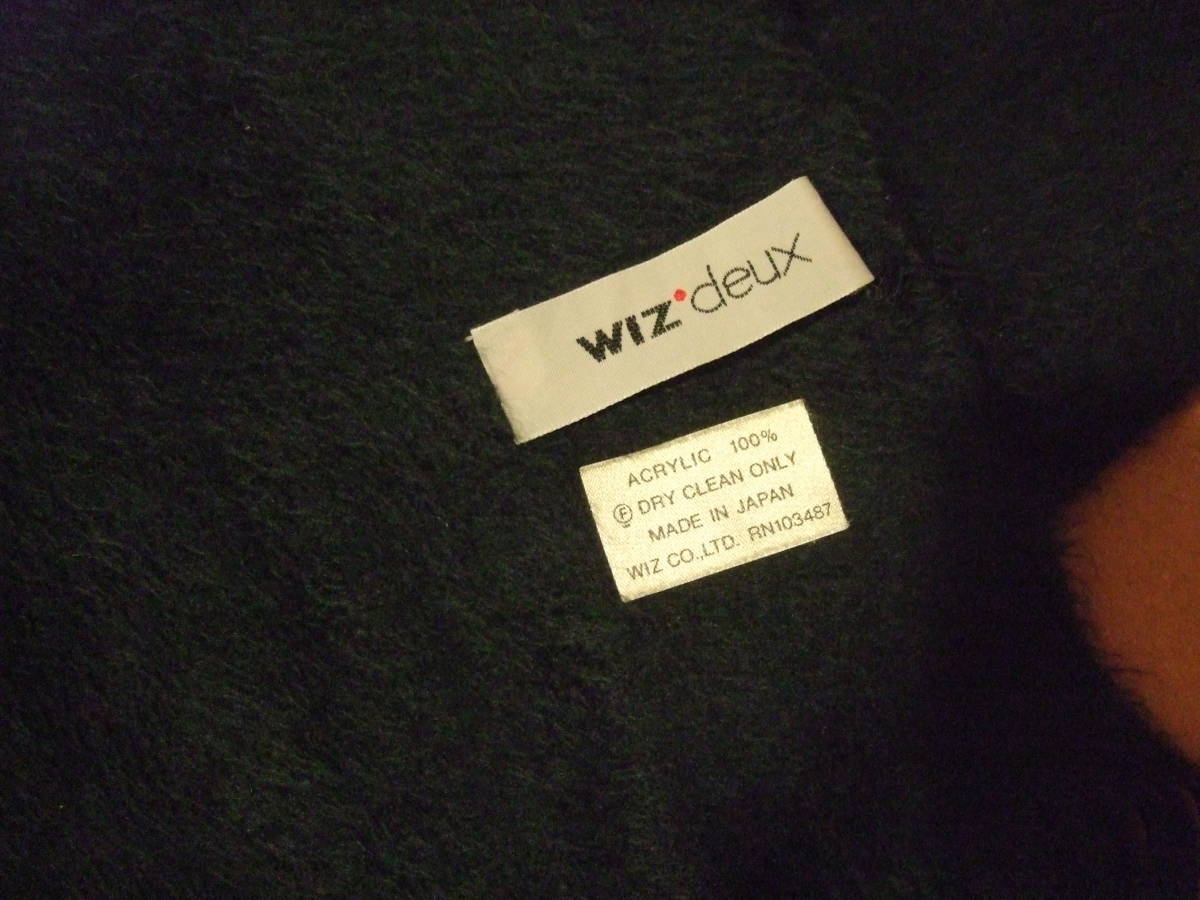 WIZ deux
ACRYLIC 100%
Ⓕ DRY CLEAN ONLY
MADE IN JAPAN
WIZ CO.,LTD. RN103487